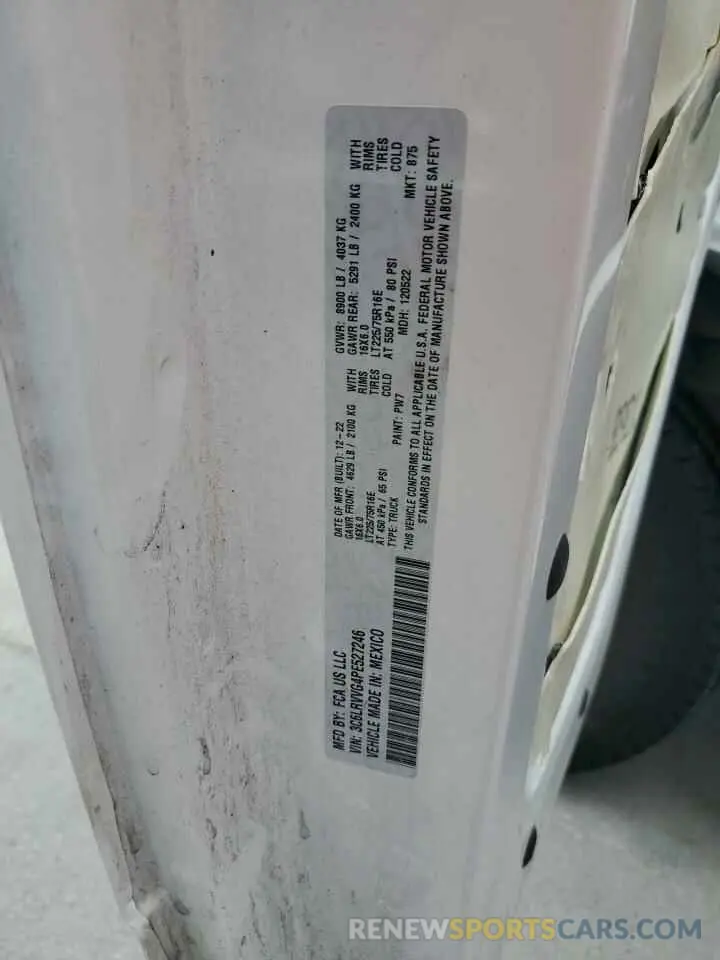 MFD BY: FCA US LLC
VIN: 3C6LRVVG4PE527246
VEHICLE MADE IN: MEXICO
DATE OF MFR (BUILT): 12-22
GAWR FRONT: 4629 LB / 2100 KG WITH
16X6.0 RIMS
LT225/75R16E TIRES
AT 450 kPa / 65 PSI COLD
TYPE: TRUCK PAINT: PW7
GVWR: 8900 LB / 4037 KG
GAWR REAR: 5291 LB / 2400 KG WITH
16X6.0 RIMS
LT225/75R16E TIRES
AT 550 kPa / 80 PSI COLD
MDH: 120522 MKT: 875
THIS VEHICLE CONFORMS TO ALL APPLICABLE U.S.A. FEDERAL MOTOR VEHICLE SAFETY
STANDARDS IN EFFECT ON THE DATE OF MANUFACTURE SHOWN ABOVE.
RENEWSPORTSCARS.COM